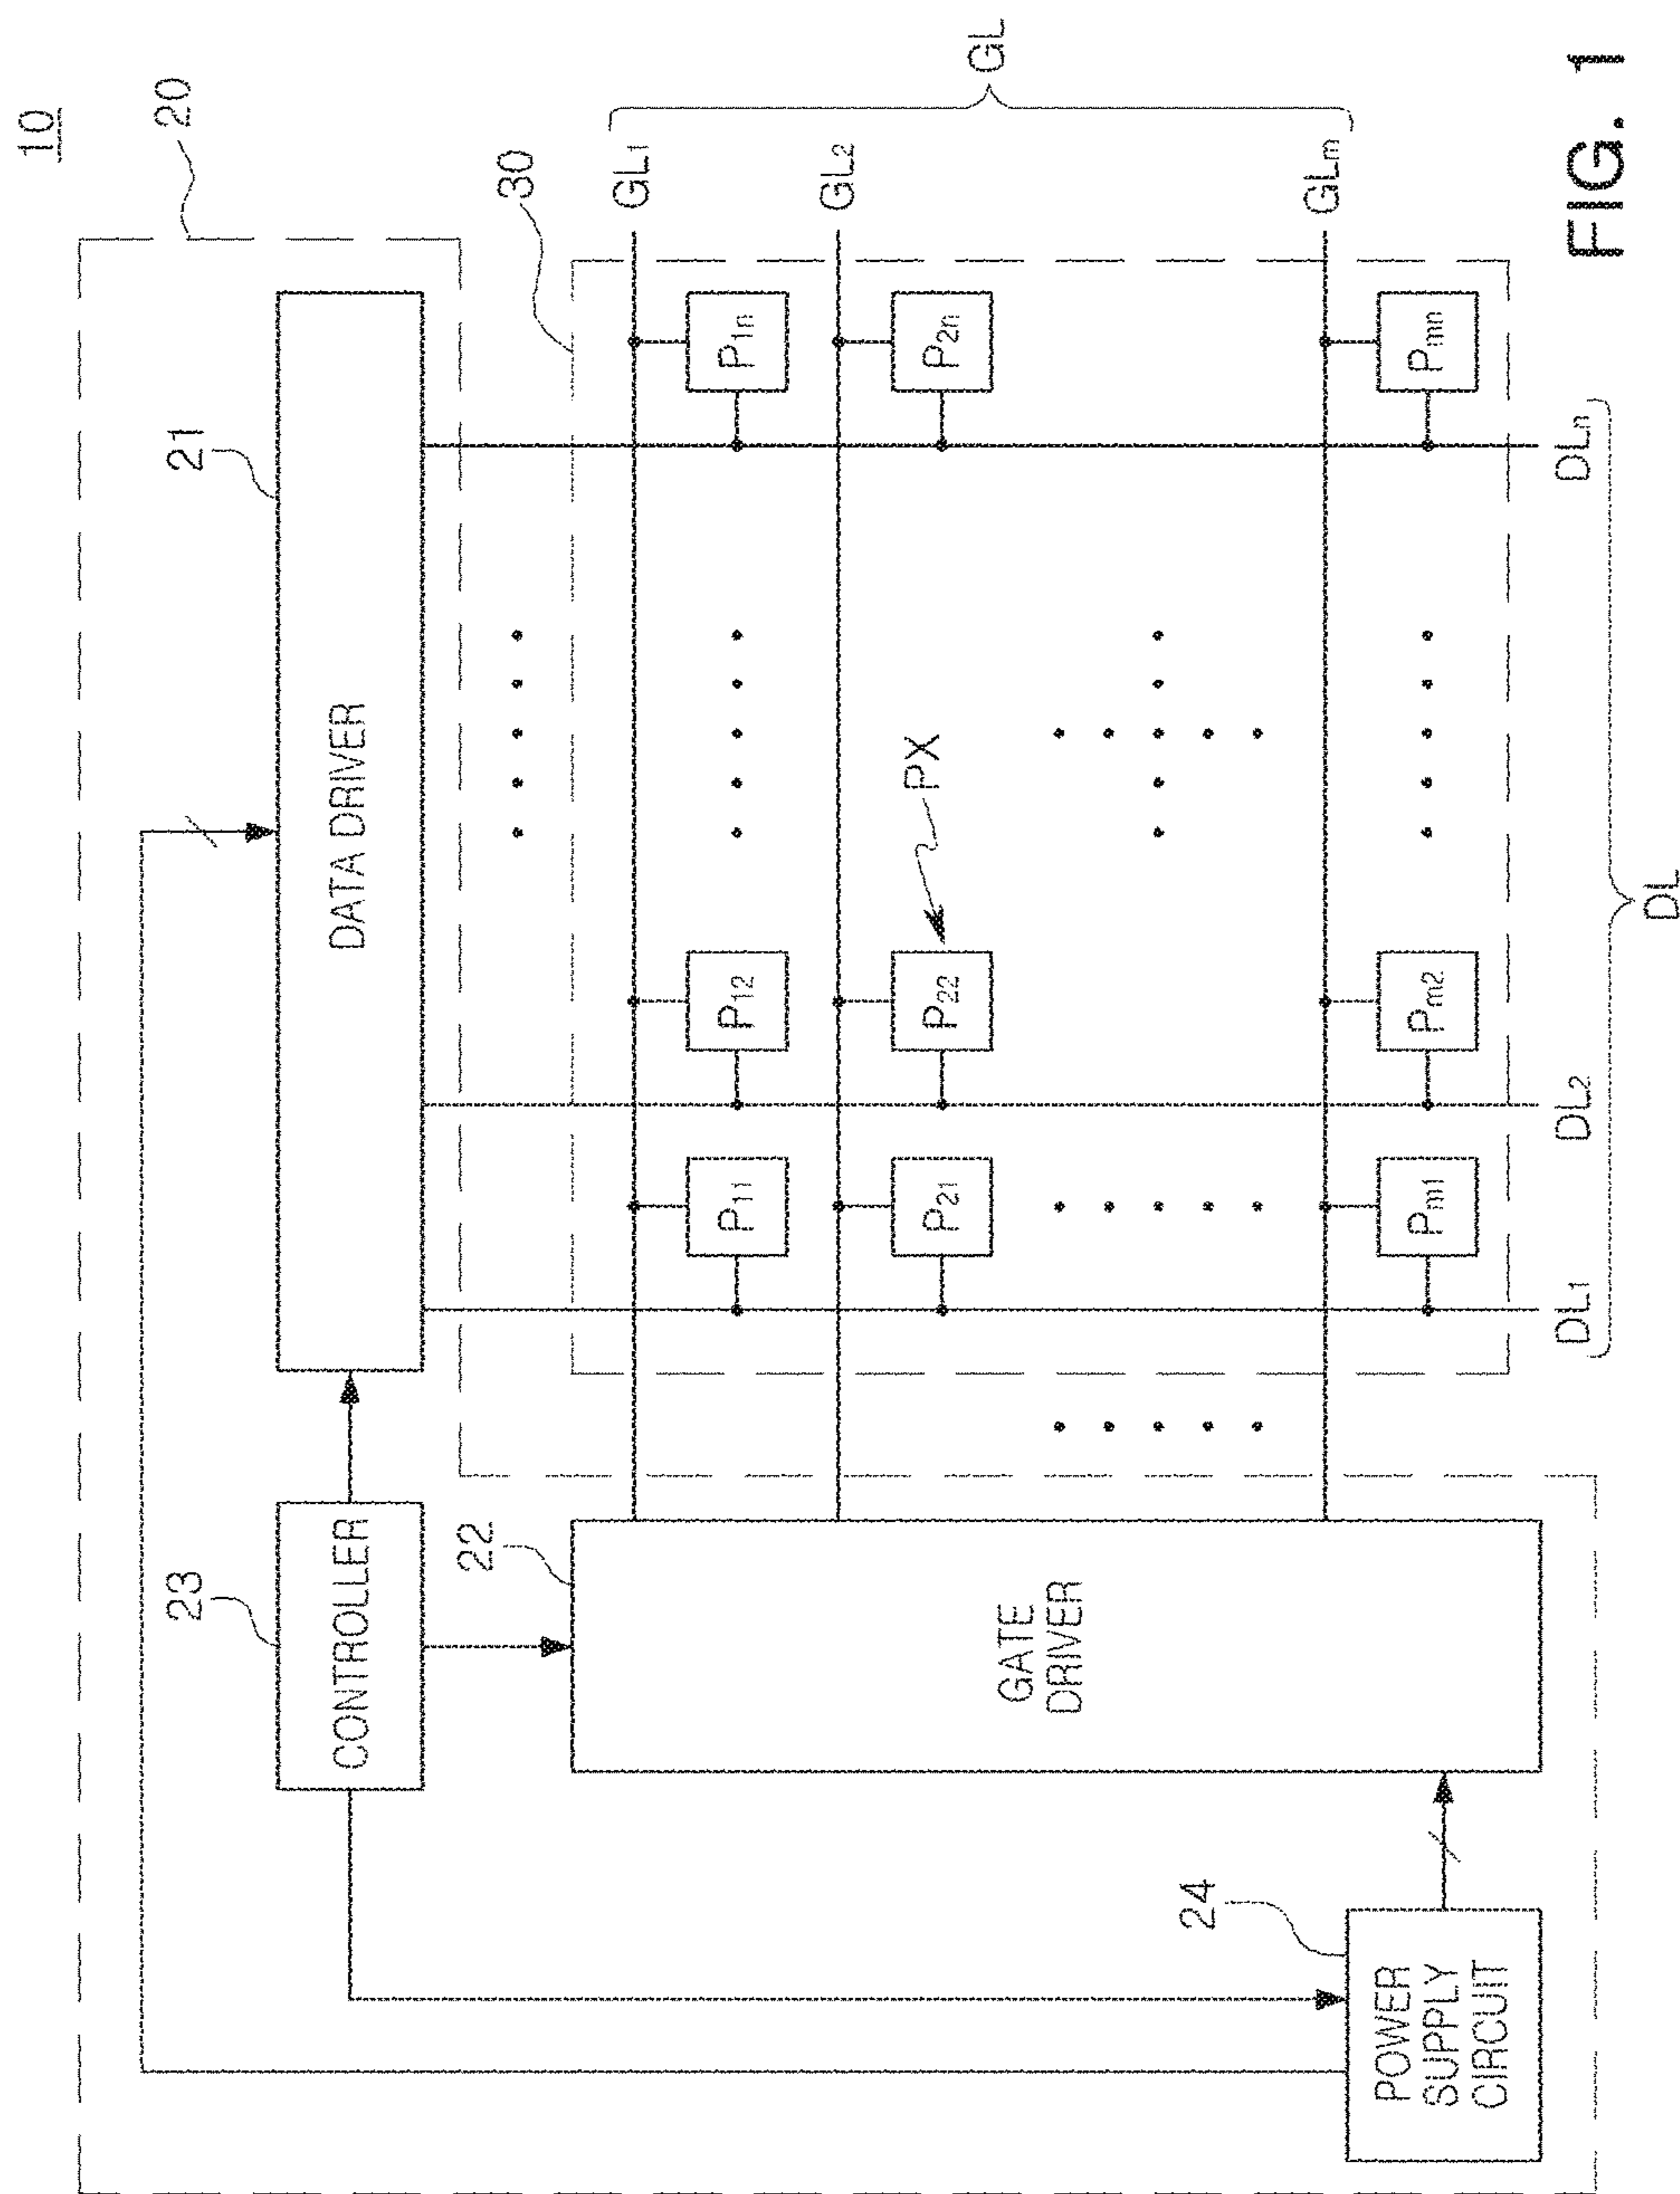 10
20
21
DATA DRIVER
23
CONTROLLER
30
22
GATE
DRIVER
24
POWER
SUPPLY
CIRCUIT
GL1
GL2
GLm
GL
P11
P12
P1n
P21
P22
P2n
PX
Pm1
Pm2
Pmn
DL1
DL2
DLn
DL
FIG. 1